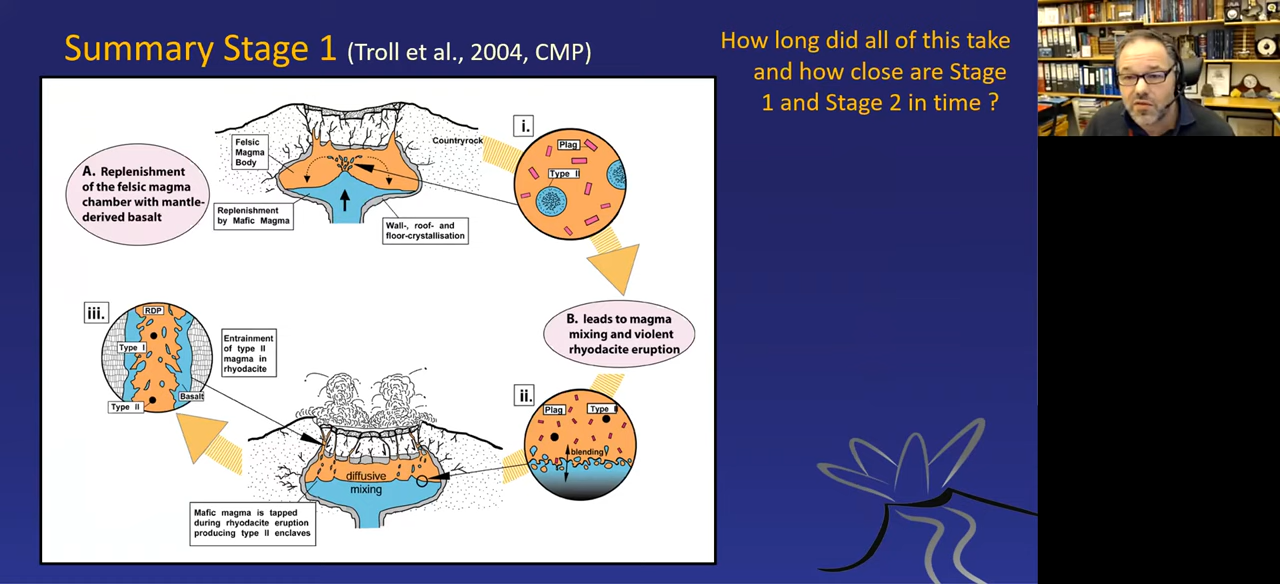 Summary Stage 1 (Troll et al., 2004, CMP)
How long did all of this take
and how close are Stage
1 and Stage 2 in time ?
A. Replenishment
of the felsic magma
chamber with mantle-
derived basalt
Felsic
Magma
Body
Countryrock
Replenishment
by Mafic Magma
Wall-, roof- and
floor-crystallisation
i.
Plag
Type II
B. leads to magma
mixing and violent
rhyodacite eruption
iii.
RDP
Type I
Type II
Basalt
Entrainment
of type II
magma in
rhyodacite
ii.
Plag
Type
blending
diffusive
mixing
Mafic magma is tapped
during rhyodacite eruption
producing type II enclaves